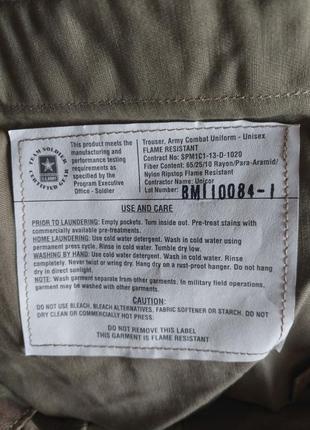 TEAM SOLDIER
U.S. ARMY
CERTIFIED GEAR
This product meets the
manufacturing and
performance testing
requirements as
specified by the
Program Executive
Office - Soldier
Trouser, Army Combat Uniform - Unisex
FLAME RESISTANT
Contract No: SPM1C1-13-D-1020
Fiber Content: 65/25/10 Rayon/Para-Aramid/
Nylon Ripstop Flame Resistant
Contractor Name: Unicor
BM110084-1
USE AND CARE
PRIOR TO LAUNDERING: Empty pockets. Turn inside out. Pre-treat stains with
commercially available pre-treatments.
HOME LAUNDERING: Use cold water detergent. Wash in cold water using
permanent press cycle. Rinse in cold water. Tumble dry low.
WASHING BY HAND: Use cold water detergent. Wash in cold water. Rinse
completely. Never twist or wring dry. Hang on a rust-proof hanger. Do not hang
in direct sunlight.
NOTE: Wash garment separate from other garments. In military field operations,
garment may be washed with other garments.
CAUTION:
DO NOT USE BLEACH, BLEACH ALTERNATIVES, FABRIC SOFTENER OR STARCH. DO NOT
DRY CLEAN OR COMMERCIALLY HOT PRESS.
DO NOT REMOVE THIS LABEL
THIS GARMENT IS FLAME RESISTANT